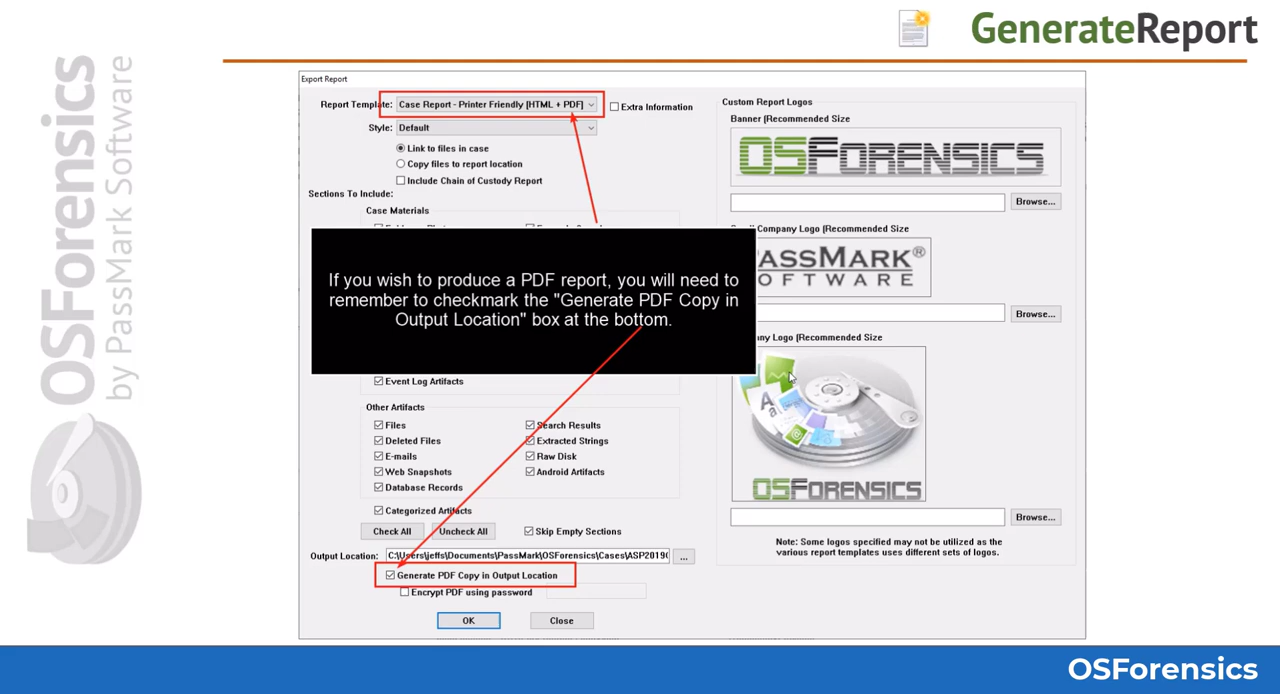 GenerateReport
OSForensics
by PassMark Software
Export Report
Report Template: Case Report - Printer Friendly [HTML + PDF] Extra Information
Style: Default
Link to files in case
Copy files to report location
Include Chain of Custody Report
Sections To Include:
Case Materials
If you wish to produce a PDF report, you will need to
remember to checkmark the "Generate PDF Copy in
Output Location" box at the bottom.
Event Log Artifacts
Other Artifacts
Files Search Results
Deleted Files Extracted Strings
E-mails Raw Disk
Web Snapshots Android Artifacts
Database Records
Categorized Artifacts
Check All Uncheck All Skip Empty Sections
Output Location: C:\Users\jeffs\Documents\PassMark\OSForensics\Cases\ASP2019( ...
Generate PDF Copy in Output Location
Encrypt PDF using password
OK Close
Custom Report Logos
Banner [Recommended Size
OSFORENSICS
Browse...
Company Logo [Recommended Size
ASSMARK®
OFTWARE
Browse...
Logo [Recommended Size
OSFORENSICS
Browse...
Note: Some logos specified may not be utilized as the
various report templates uses different sets of logos.
OSForensics